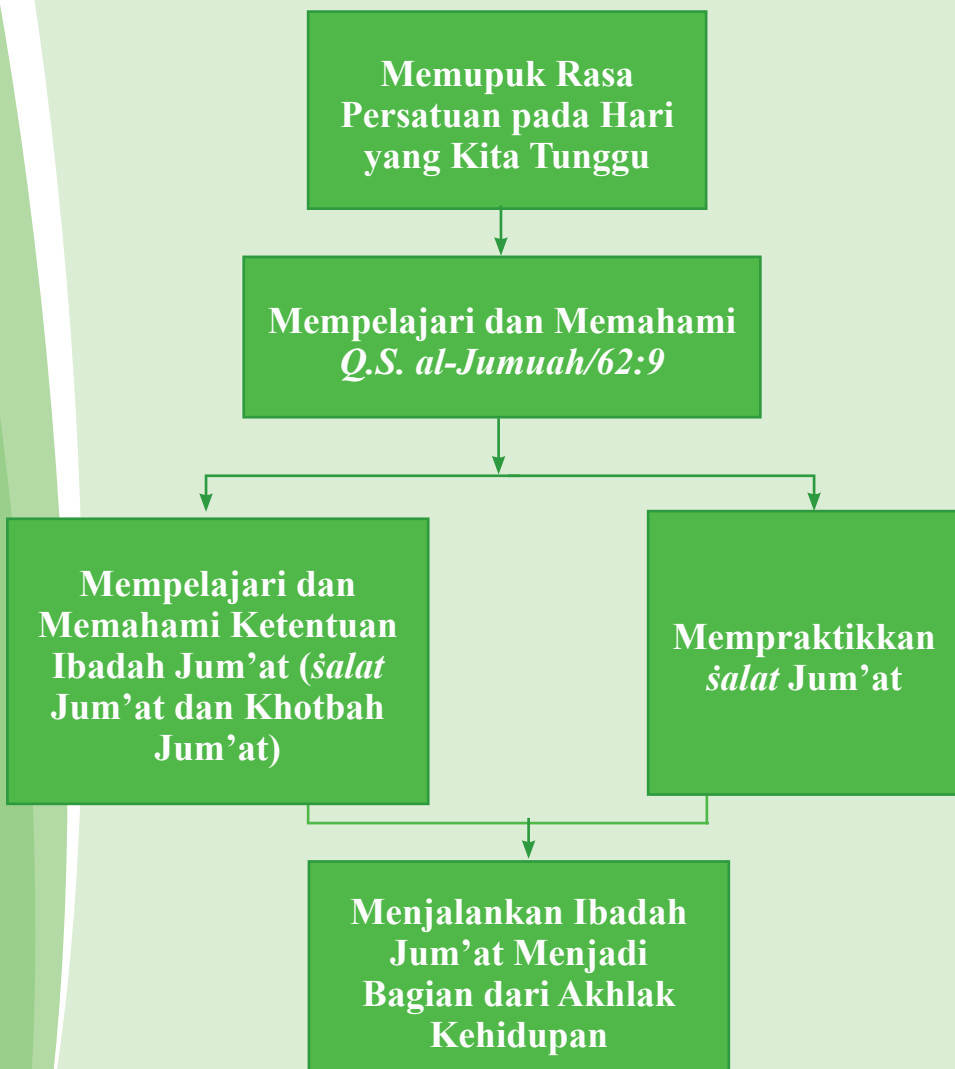 Memupuk Rasa
Persatuan pada Hari
yang Kita Tunggu
Mempelajari dan Memahami
Q.S. al-Jumuah/62:9
Mempelajari dan
Memahami Ketentuan
Ibadah Jum’at (ṡalat
Jum’at dan Khotbah
Jum’at)
Mempraktikkan
ṡalat Jum’at
Menjalankan Ibadah
Jum’at Menjadi
Bagian dari Akhlak
Kehidupan